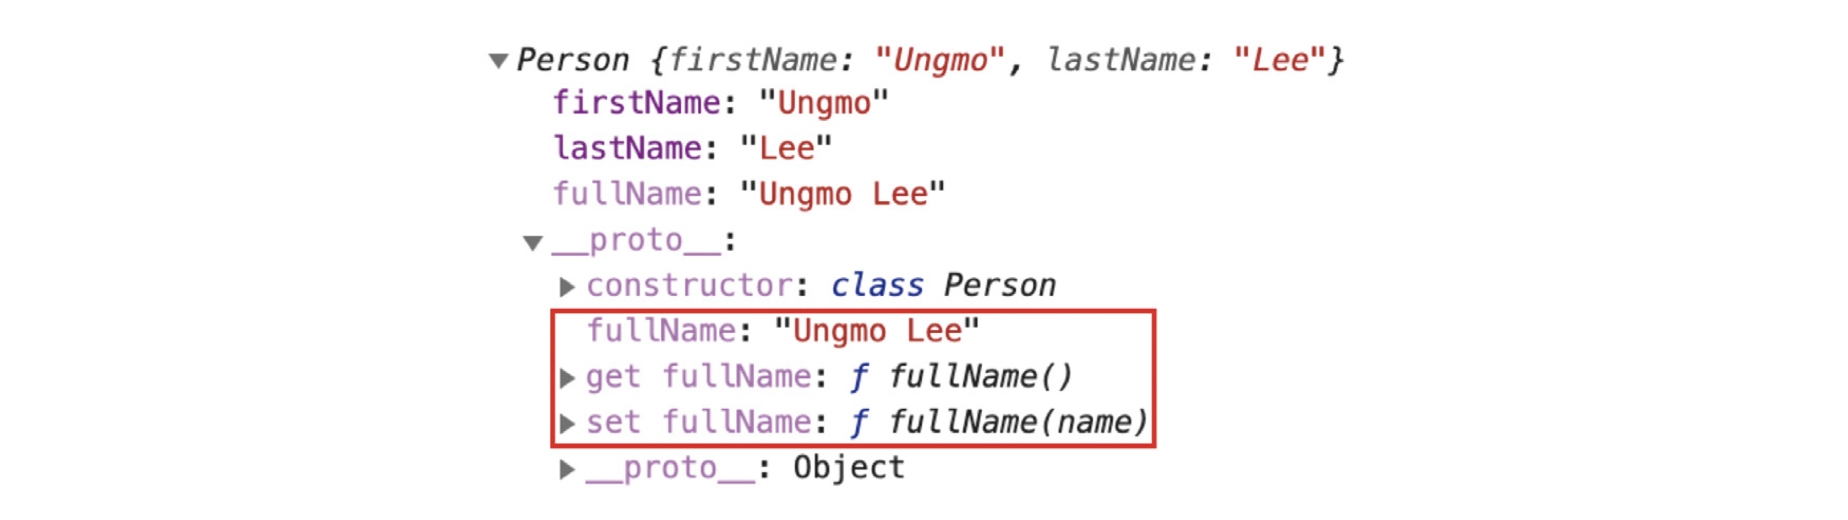 ▼Person {firstName: "Ungmo", lastName: "Lee"}
firstName: "Ungmo"
lastName: "Lee"
fullName: "Ungmo Lee"
▼__proto__:
▶constructor: class Person
fullName: "Ungmo Lee"
▶get fullName: ƒ fullName()
▶set fullName: ƒ fullName(name)
▶__proto__: Object